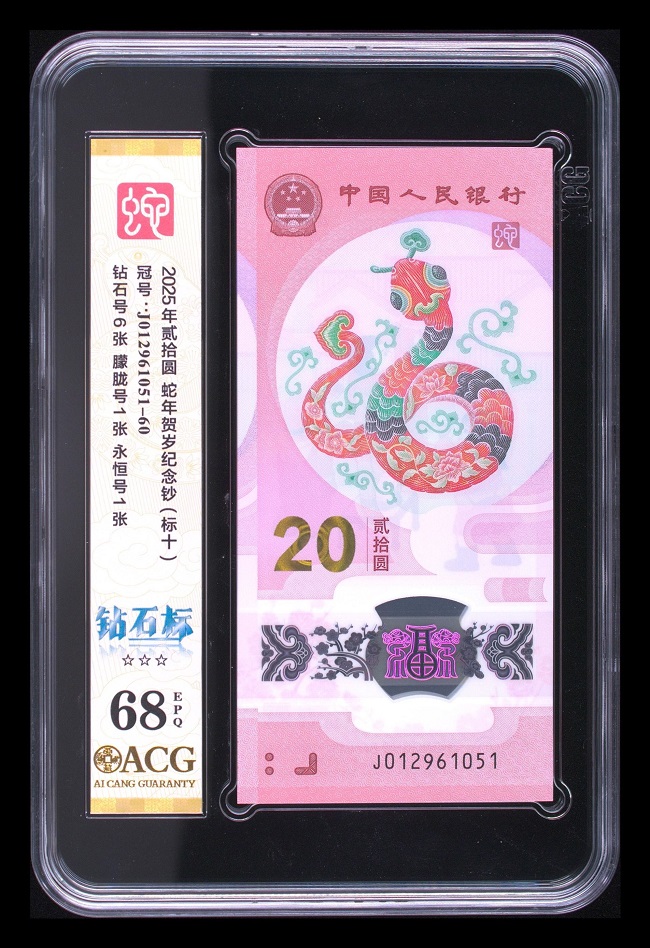 蛇
2025年贰拾圆 蛇年贺岁纪念钞（标十）
冠号：J012961051-60
钻石号6张 朦胧号1张 永恒号1张
钻石标
☆☆☆
68 EPQ
ACG
AI CANG GUARANTY
中国人民银行
蛇
20 贰拾圆
福
J012961051